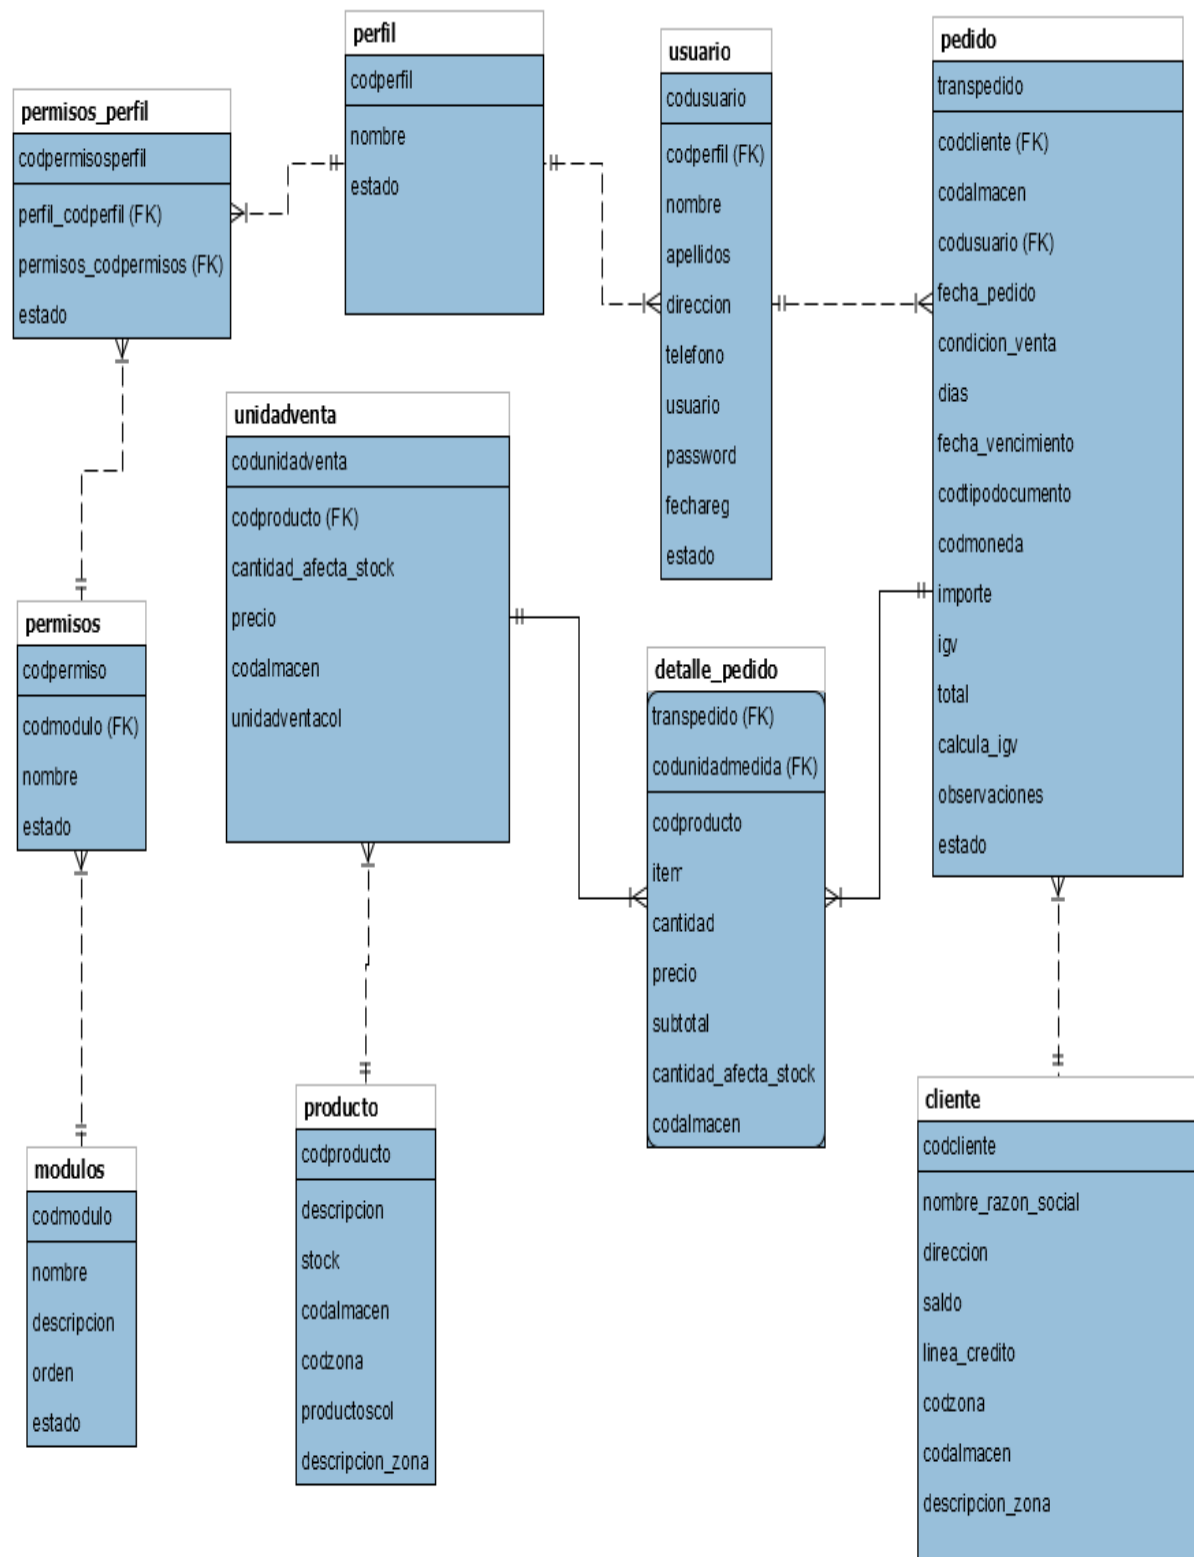 perfil
codperfil
nombre
estado
usuario
codusuario
codperfil (FK)
nombre
apellidos
direccion
telefono
usuario
password
fechareg
estado
pedido
transpedido
codcliente (FK)
codalmacen
codusuario (FK)
fecha_pedido
condicion_venta
dias
fecha_vencimiento
codtipodocumento
codmoneda
importe
igv
total
calcula_igv
observaciones
estado
permisos_perfil
codpermisosperfil
perfil_codperfil (FK)
permisos_codpermisos (FK)
estado
unidadventa
codunidadventa
codproducto (FK)
cantidad_afecta_stock
precio
codalmacen
unidadventacol
permisos
codpermiso
codmodulo (FK)
nombre
estado
detalle_pedido
transpedido (FK)
codunidadmedida (FK)
codproducto
item
cantidad
precio
subtotal
cantidad_afecta_stock
codalmacen
producto
codproducto
descripcion
stock
codalmacen
codzona
productoscol
descripcion_zona
cliente
codcliente
nombre_razon_social
direccion
saldo
linea_credito
codzona
codalmacen
descripcion_zona
modulos
codmodulo
nombre
descripcion
orden
estado